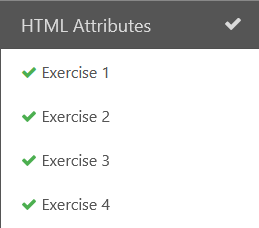 HTML Attributes
Exercise 1
Exercise 2
Exercise 3
Exercise 4